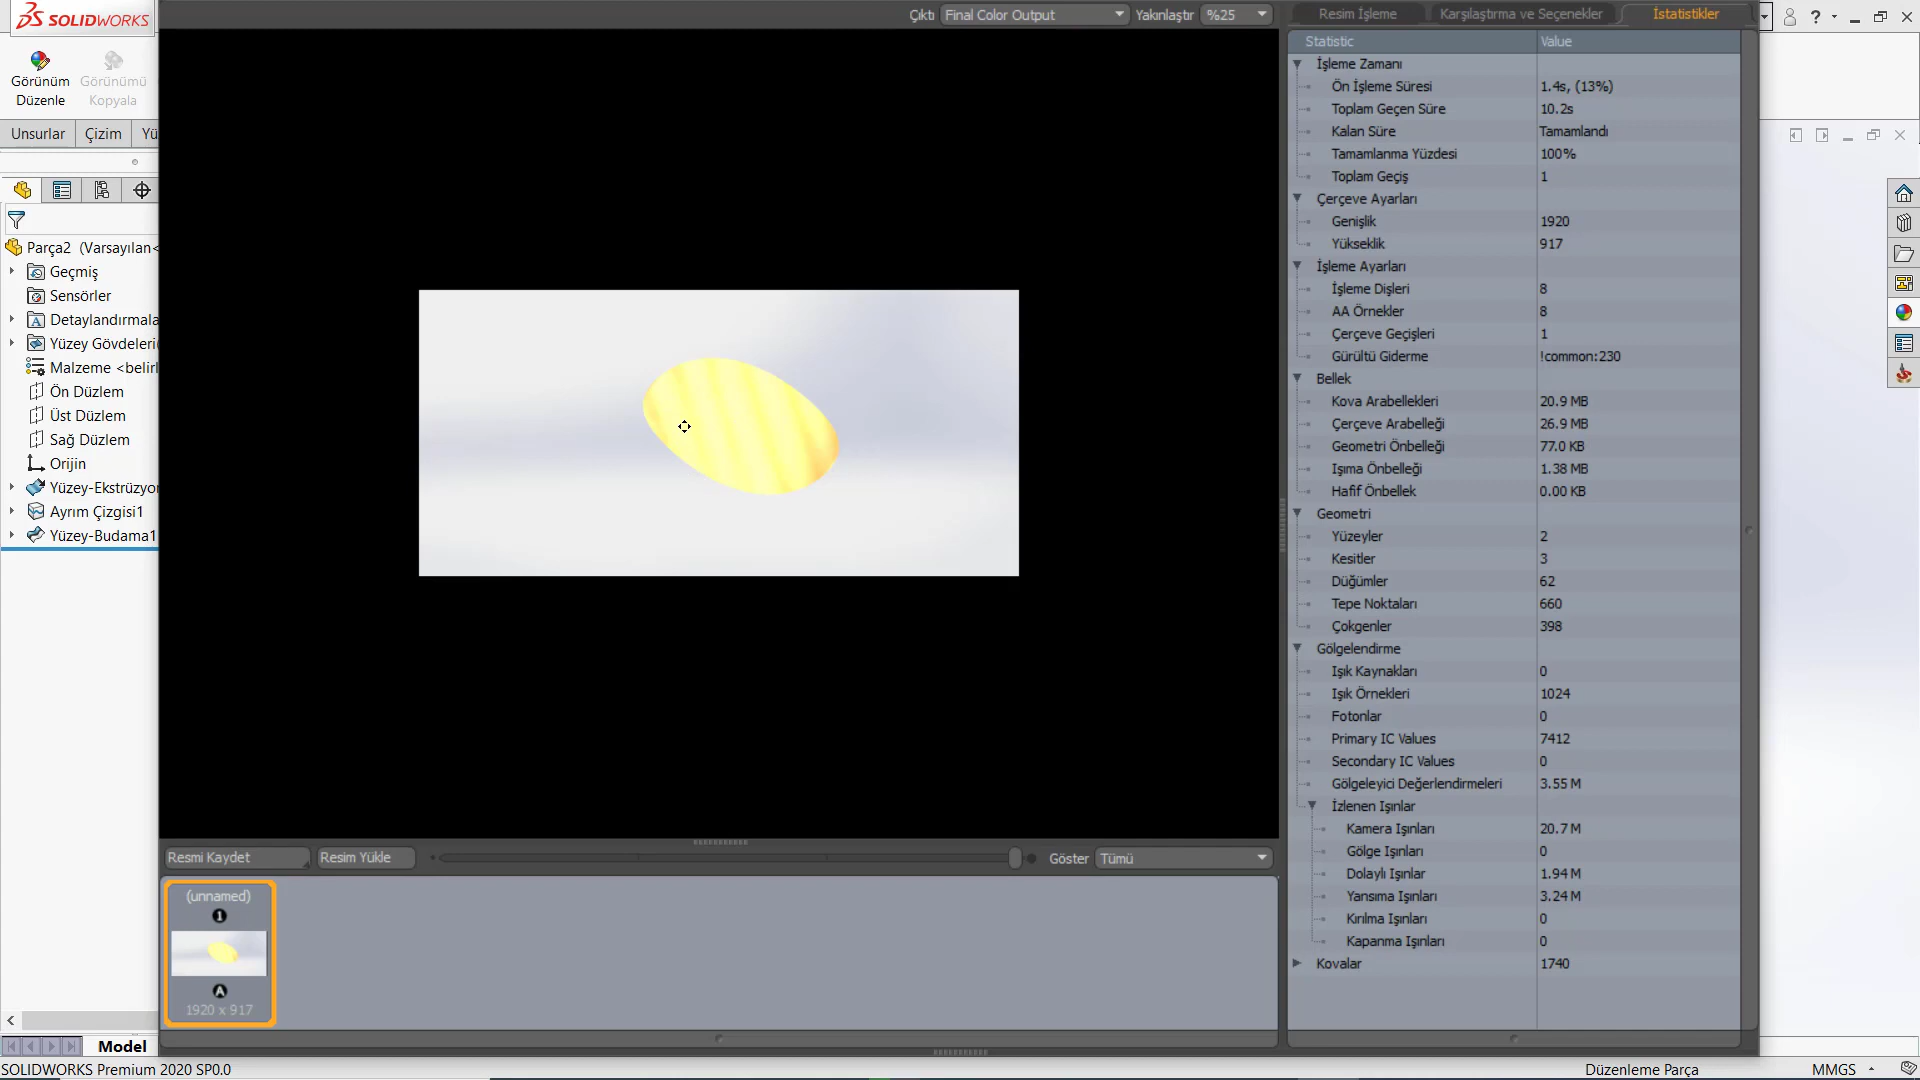 SOLIDWORKS
Görünüm
Düzenle
Görünümü
Kopyala
Unsurlar
Çizim
Yü
Parça2 (Varsayılan<
Geçmiş
Sensörler
Detaylandırmala
Yüzey Gövdeleri(
Malzeme <belirl
Ön Düzlem
Üst Düzlem
Sağ Düzlem
Orijin
Yüzey-Ekstrüzyon
Ayrım Çizgisi1
Yüzey-Budama1
Model
SOLIDWORKS Premium 2020 SP0.0
Çıktı Final Color Output Yakınlaştır %25
Resmi Kaydet Resim Yükle Göster Tümü
(unnamed)
1
A
1920 x 917
Resim İşleme Karşılaştırma ve Seçenekler İstatistikler
Statistic Value
İşleme Zamanı
Ön İşleme Süresi 1.4s, (13%)
Toplam Geçen Süre 10.2s
Kalan Süre Tamamlandı
Tamamlanma Yüzdesi 100%
Toplam Geçiş 1
Çerçeve Ayarları
Genişlik 1920
Yükseklik 917
İşleme Ayarları
İşleme Dişleri 8
AA Örnekler 8
Çerçeve Geçişleri 1
Gürültü Giderme !common:230
Bellek
Kova Arabellekleri 20.9 MB
Çerçeve Arabelleği 26.9 MB
Geometri Önbelleği 77.0 KB
Işıma Önbelleği 1.38 MB
Hafif Önbellek 0.00 KB
Geometri
Yüzeyler 2
Kesitler 3
Düğümler 62
Tepe Noktaları 660
Çokgenler 398
Gölgelendirme
Işık Kaynakları 0
Işık Örnekleri 1024
Fotonlar 0
Primary IC Values 7412
Secondary IC Values 0
Gölgeleyici Değerlendirmeleri 3.55 M
İzlenen Işınlar
Kamera Işınları 20.7 M
Gölge Işınları 0
Dolaylı Işınlar 1.94 M
Yansıma Işınları 3.24 M
Kırılma Işınları 0
Kapanma Işınları 0
Kovalar 1740
Düzenleme Parça
MMGS